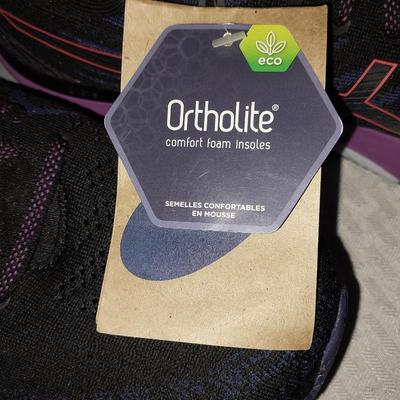 eco
Ortholite®
comfort foam insoles
SEMELLES CONFORTABLES
EN MOUSSE